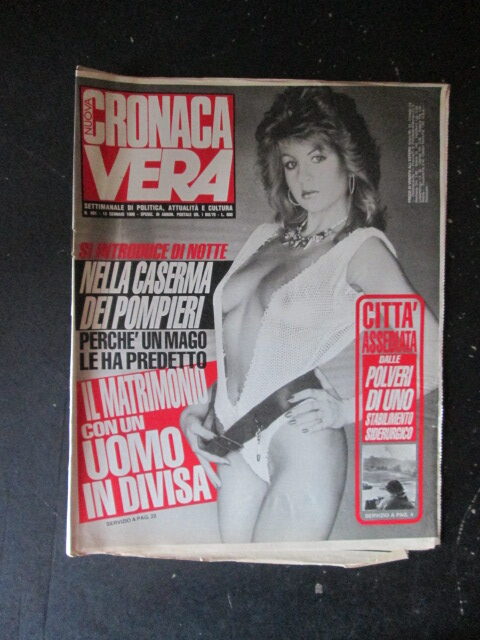 NUOVA
CRONACA
VERA
SETTIMANALE DI POLITICA, ATTUALITÀ E CULTURA
SI INTRODUCE DI NOTTE
NELLA CASERMA
DEI POMPIERI
PERCHE' UN MAGO
LE HA PREDETTO
IL MATRIMONIO
CON UN
UOMO
IN DIVISA
SERVIZIO A PAG. 22
CITTA'
ASSEDIATA
DALLE
POLVERI
DI UNO
STABILIMENTO
SIDERURGICO
SERVIZIO A PAG. 4